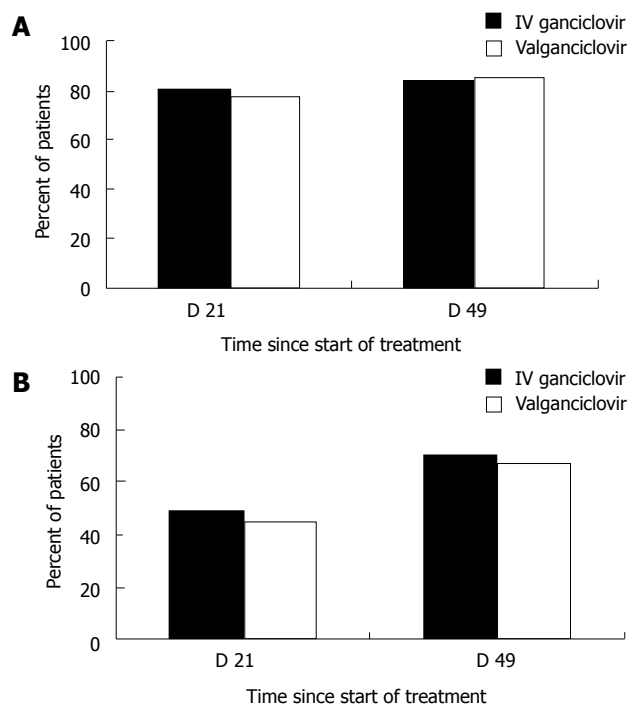 A
IV ganciclovir
Valganciclovir
Percent of patients
100
80
60
40
20
0
D 21
D 49
Time since start of treatment
B
IV ganciclovir
Valganciclovir
Percent of patients
100
80
60
40
20
0
D 21
D 49
Time since start of treatment